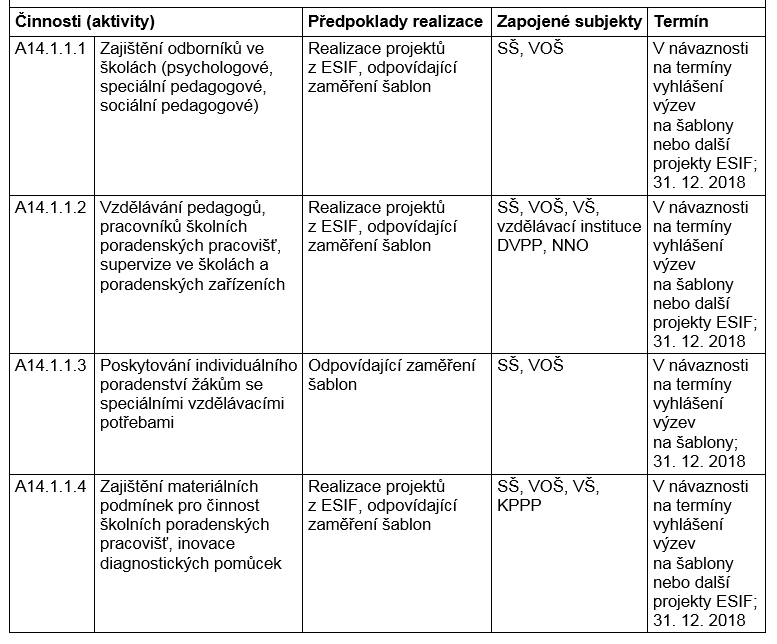 Činnosti (aktivity) Předpoklady realizace Zapojené subjekty Termín
A14.1.1.1 Zajištění odborníků ve Realizace projektů SŠ, VOŠ V návaznosti
školách (psychologové, z ESIF, odpovídající na termíny
speciální pedagogové, zaměření šablon vyhlášení
sociální pedagogové) výzev
na šablony
nebo další
projekty ESIF;
31. 12. 2018
A14.1.1.2 Vzdělávání pedagogů, Realizace projektů SŠ, VOŠ, VŠ, V návaznosti
pracovníků školních z ESIF, odpovídající vzdělávací instituce na termíny
poradenských pracovišť, zaměření šablon DVPP, NNO vyhlášení
supervize ve školách a výzev
poradenských zařízeních na šablony
nebo další
projekty ESIF;
31. 12. 2018
A14.1.1.3 Poskytování individuálního Odpovídající zaměření SŠ, VOŠ V návaznosti
poradenství žákům se šablon na termíny
speciálními vzdělávacími vyhlášení
potřebami výzev
na šablony;
31. 12. 2018
A14.1.1.4 Zajištění materiálních Realizace projektů SŠ, VOŠ, VŠ, V návaznosti
podmínek pro činnost z ESIF, odpovídající KPPP na termíny
školních poradenských zaměření šablon vyhlášení
pracovišť, inovace výzev
diagnostických pomůcek na šablony
nebo další
projekty ESIF;
31. 12. 2018